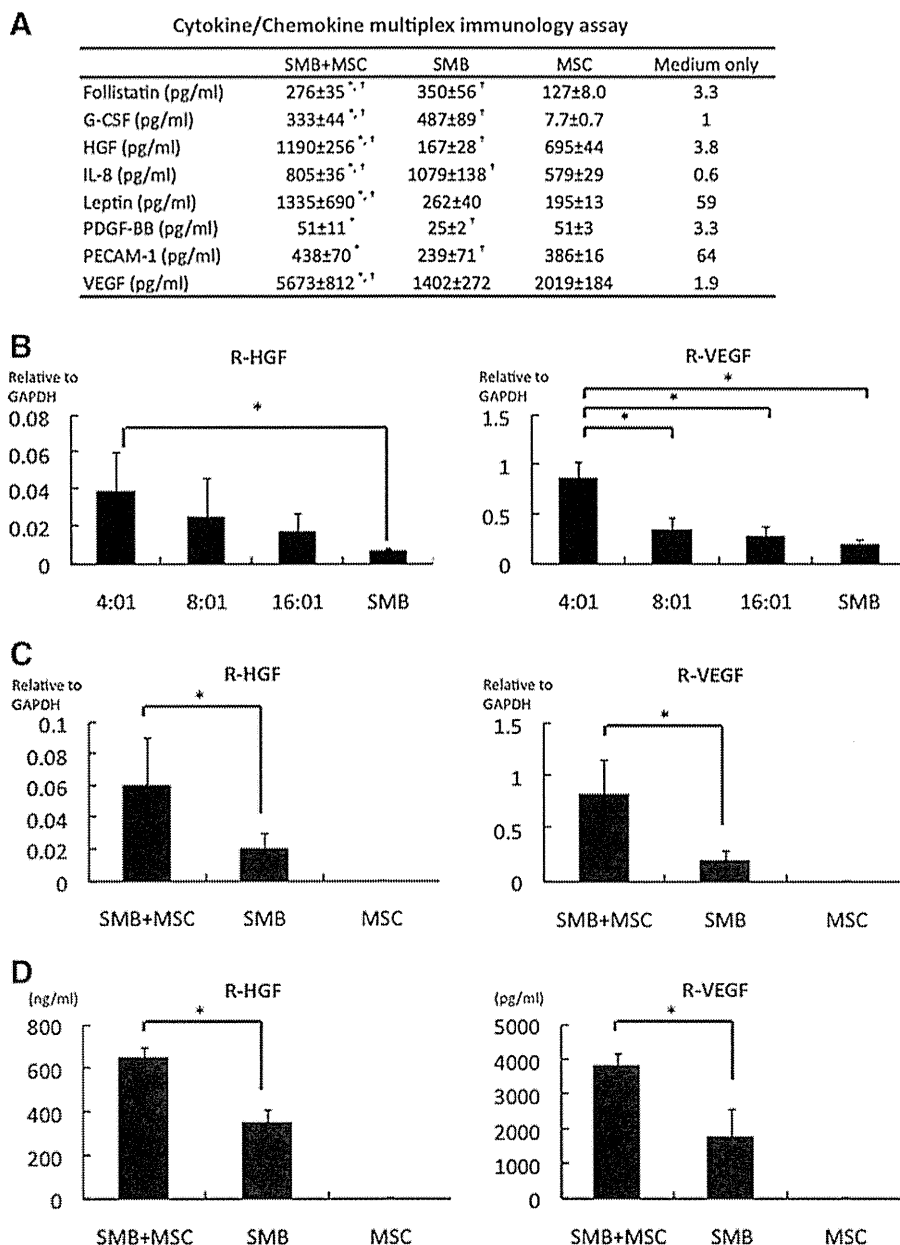 A
Cytokine/Chemokine multiplex immunology assay
SMB+MSC SMB MSC Medium only
Follistatin (pg/ml) 276±35 *,† 350±56 † 127±8.0 3.3
G-CSF (pg/ml) 333±44 *,† 487±89 † 7.7±0.7 1
HGF (pg/ml) 1190±256 *,† 167±28 † 695±44 3.8
IL-8 (pg/ml) 805±36 *,† 1079±138 † 579±29 0.6
Leptin (pg/ml) 1335±690 *,† 262±40 195±13 59
PDGF-BB (pg/ml) 51±11 * 25±2 † 51±3 3.3
PECAM-1 (pg/ml) 438±70 * 239±71 † 386±16 64
VEGF (pg/ml) 5673±812 *,† 1402±272 2019±184 1.9
B
R-HGF
Relative to
GAPDH
*
0.08
0.06
0.04
0.02
0
4:01 8:01 16:01 SMB
R-VEGF
Relative to
GAPDH
*
*
*
1.5
1
0.5
0
4:01 8:01 16:01 SMB
C
R-HGF
Relative to
GAPDH
*
0.1
0.08
0.06
0.04
0.02
0
SMB+MSC SMB MSC
R-VEGF
Relative to
GAPDH
*
1.5
1
0.5
0
SMB+MSC SMB MSC
D
R-HGF
(ng/ml)
*
800
600
400
200
0
SMB+MSC SMB MSC
R-VEGF
(pg/ml)
*
5000
4000
3000
2000
1000
0
SMB+MSC SMB MSC